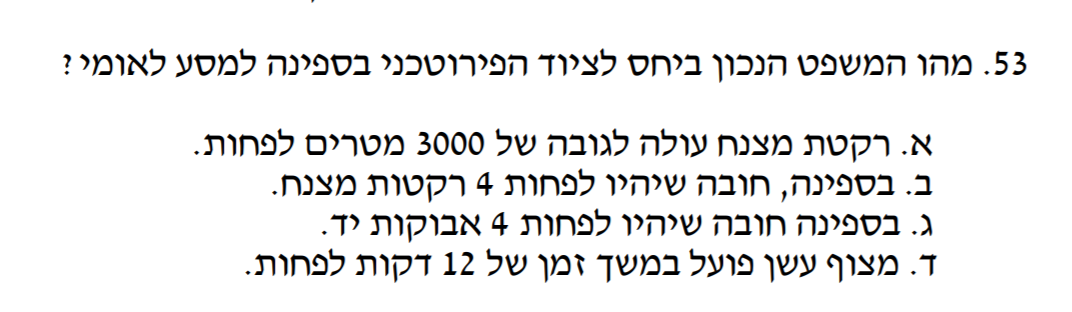 53. מהו המשפט הנכון ביחס לציוד הפירוטכני בספינה למסע לאומי?
א. רקטת מצנח עולה לגובה של 3000 מטרים לפחות.
ב. בספינה, חובה שיהיו לפחות 4 רקטות מצנח.
ג. בספינה חובה שיהיו לפחות 4 אבוקות יד.
ד. מצוף עשן פועל במשך זמן של 12 דקות לפחות.